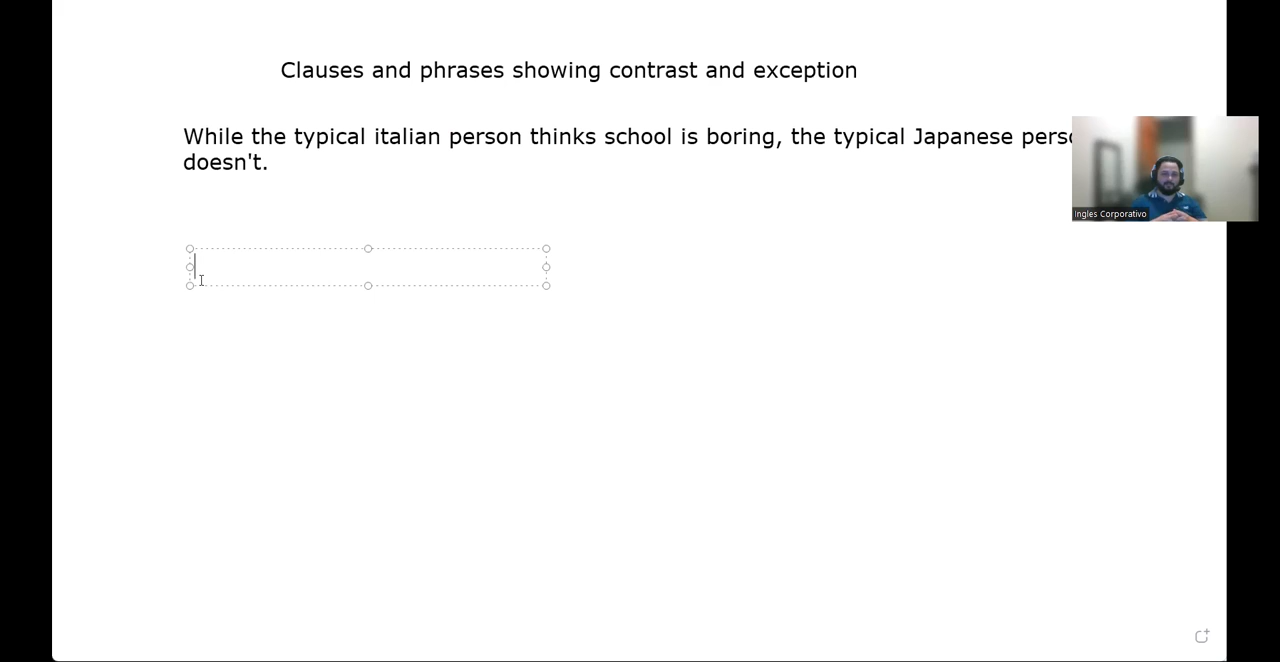 Clauses and phrases showing contrast and exception
While the typical italian person thinks school is boring, the typical Japanese
doesn't.
Ingles Corporativo